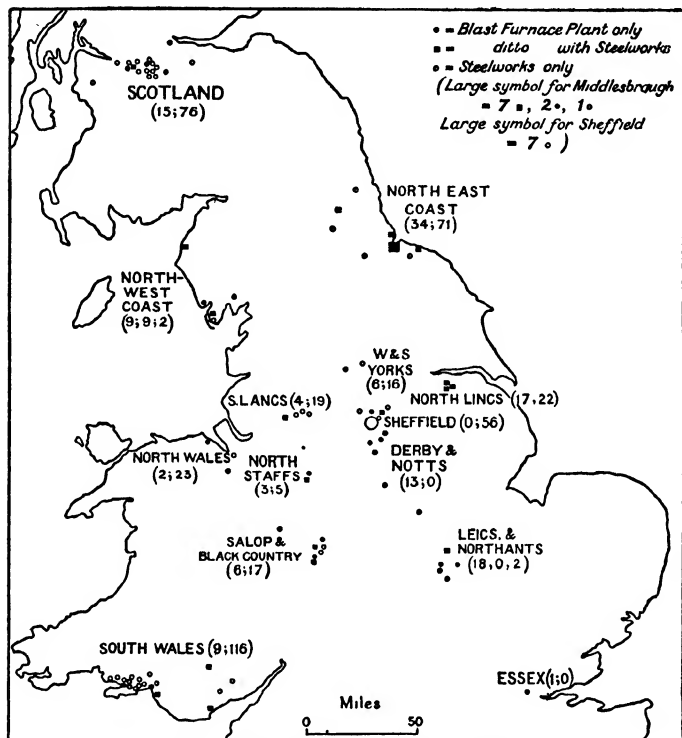 • = Blast Furnace Plant only
■ = ditto with Steelworks
○ = Steelworks only
(Large symbol for Middlesbrough
= 7 ■, 2 •, 1 ○
Large symbol for Sheffield
= 7 ○ )
SCOTLAND
(15;76)
NORTH EAST
COAST
(34;71)
NORTH-
WEST
COAST
(9;9;2)
W & S
YORKS
(6;16)
NORTH LINCS (17,22)
S.LANCS (4;19)
SHEFFIELD (0;56)
NORTH WALES
(2;23)
NORTH
STAFFS
(3;5)
DERBY &
NOTTS
(13;0)
SALOP &
BLACK COUNTRY
(6;17)
LEICS. &
NORTHANTS
(18,0,2)
SOUTH WALES (9;116)
ESSEX (1;0)
Miles
0 50